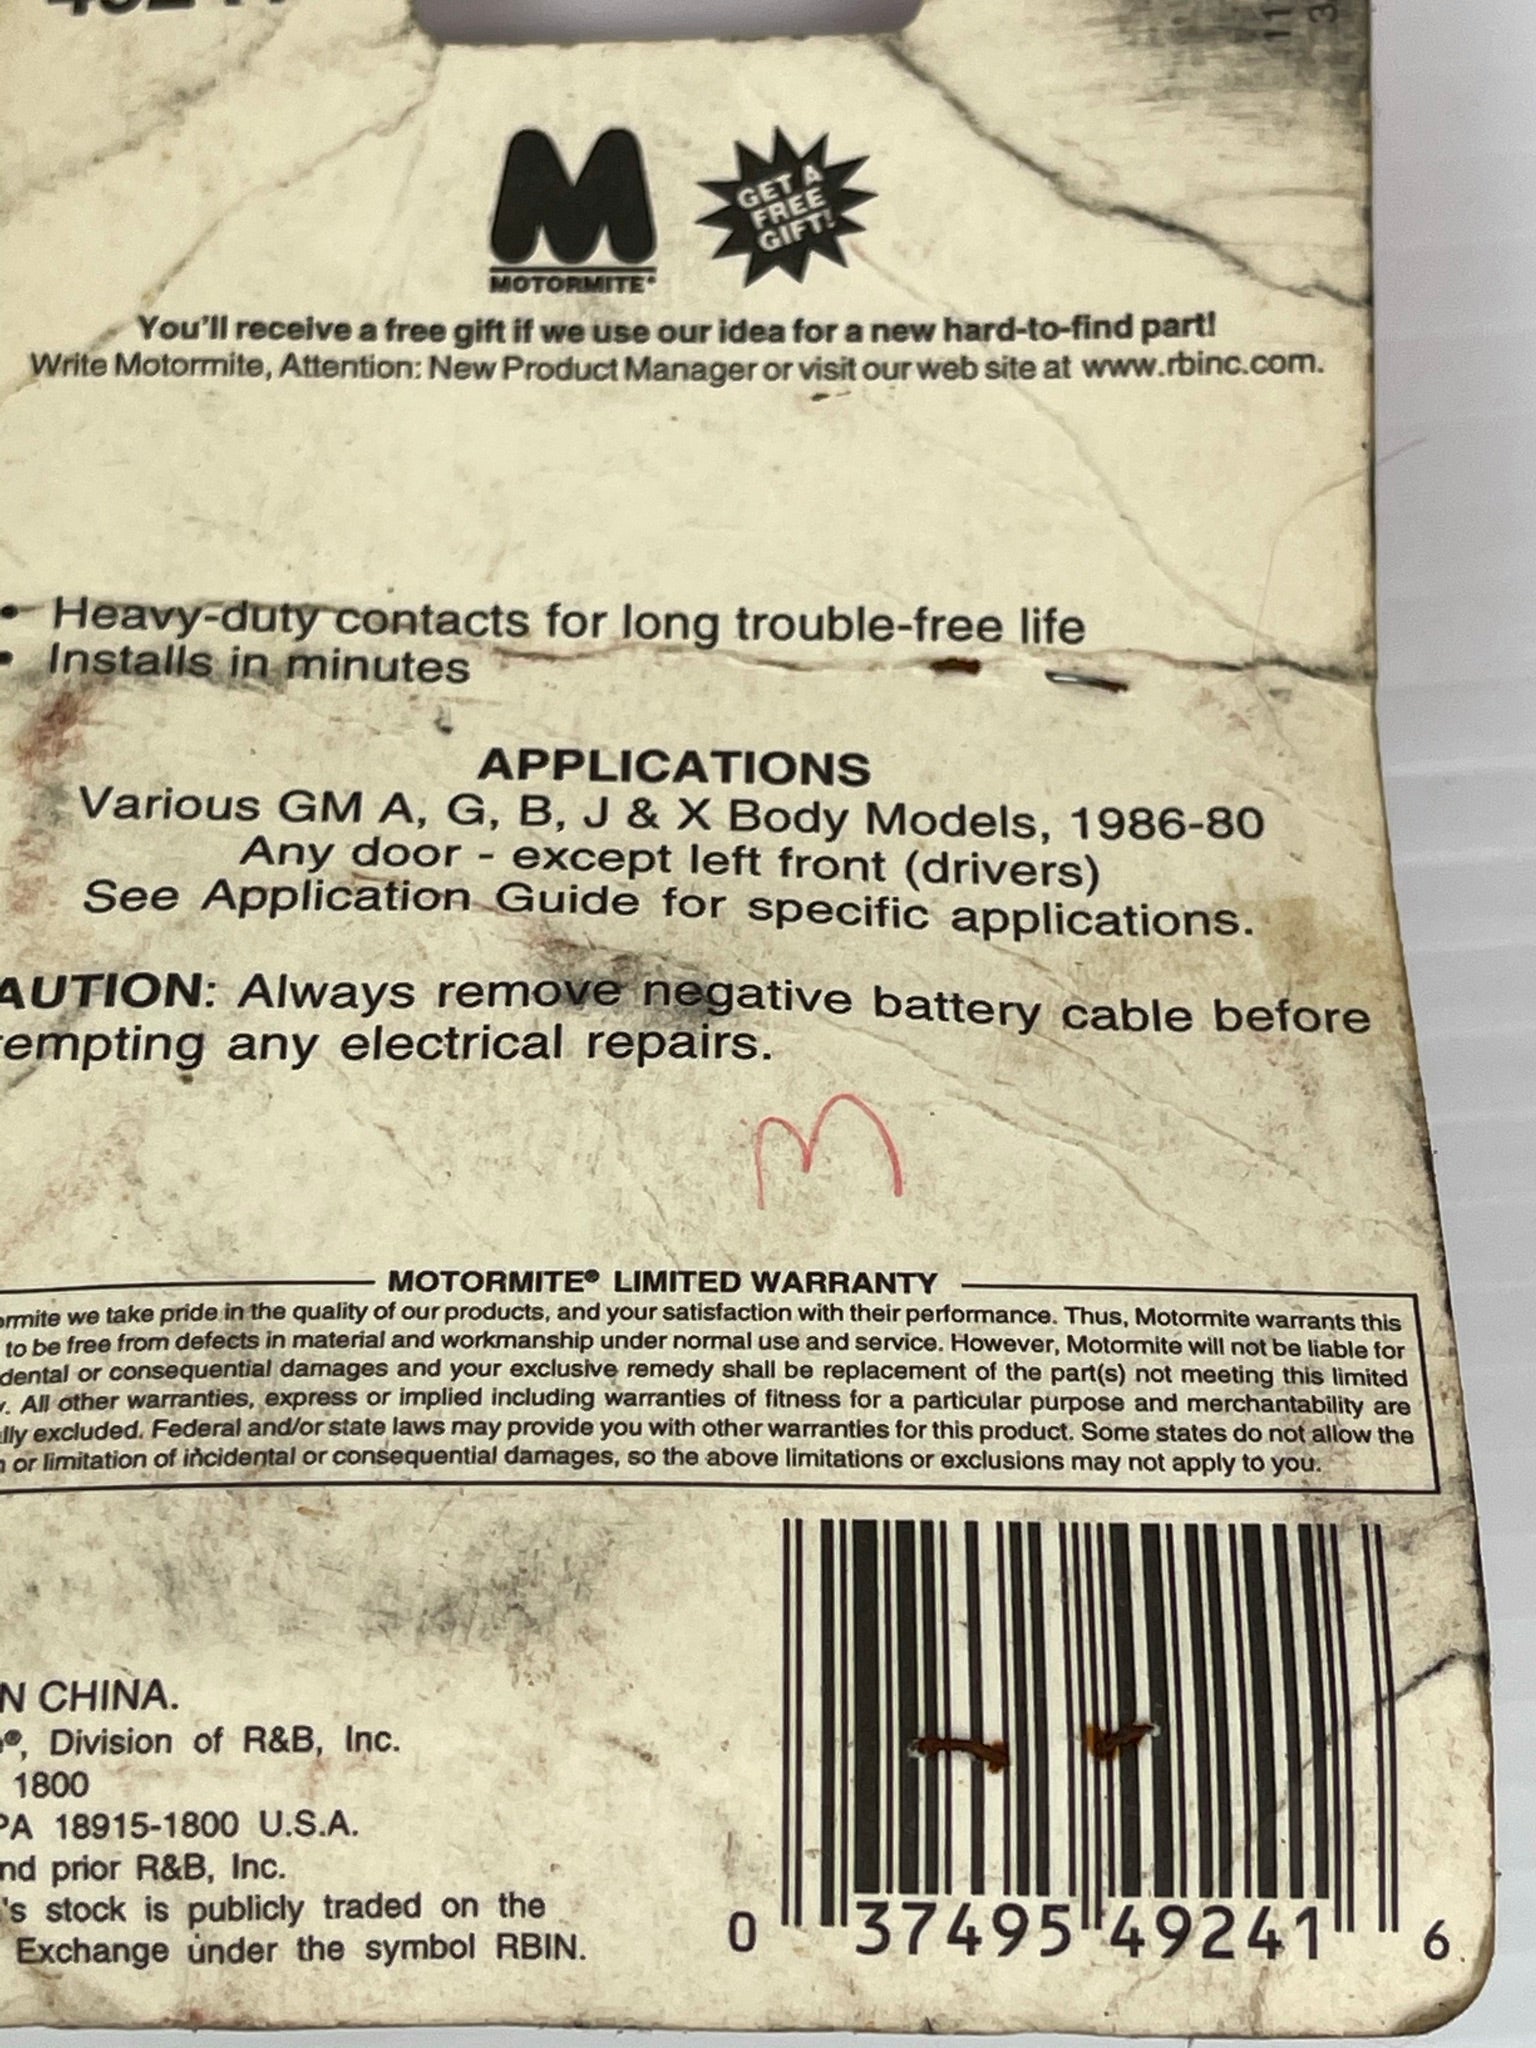 11
3
M
MOTORMITE®
GET A
FREE
GIFT!
You'll receive a free gift if we use our idea for a new hard-to-find part!
Write Motormite, Attention: New Product Manager or visit our web site at www.rbinc.com.
• Heavy-duty contacts for long trouble-free life
• Installs in minutes
APPLICATIONS
Various GM A, G, B, J & X Body Models, 1986-80
Any door - except left front (drivers)
See Application Guide for specific applications.
AUTION: Always remove negative battery cable before
empting any electrical repairs.
m
MOTORMITE® LIMITED WARRANTY
ormite we take pride in the quality of our products, and your satisfaction with their performance. Thus, Motormite warrants this
to be free from defects in material and workmanship under normal use and service. However, Motormite will not be liable for
dental or consequential damages and your exclusive remedy shall be replacement of the part(s) not meeting this limited
y. All other warranties, express or implied including warranties of fitness for a particular purpose and merchantability are
lly excluded. Federal and/or state laws may provide you with other warranties for this product. Some states do not allow the
n or limitation of incidental or consequential damages, so the above limitations or exclusions may not apply to you.
N CHINA.
®, Division of R&B, Inc.
1800
PA 18915-1800 U.S.A.
nd prior R&B, Inc.
's stock is publicly traded on the
Exchange under the symbol RBIN.
0 37495 49241 6